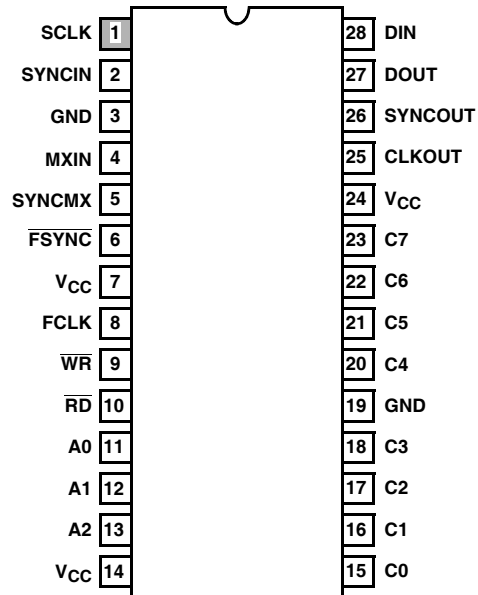 SCLK 1 28 DIN
SYNCIN 2 27 DOUT
GND 3 26 SYNCOUT
MXIN 4 25 CLKOUT
SYNCMX 5 24 VCC
FSYNC 6 23 C7
VCC 7 22 C6
FCLK 8 21 C5
WR 9 20 C4
RD 10 19 GND
A0 11 18 C3
A1 12 17 C2
A2 13 16 C1
VCC 14 15 C0